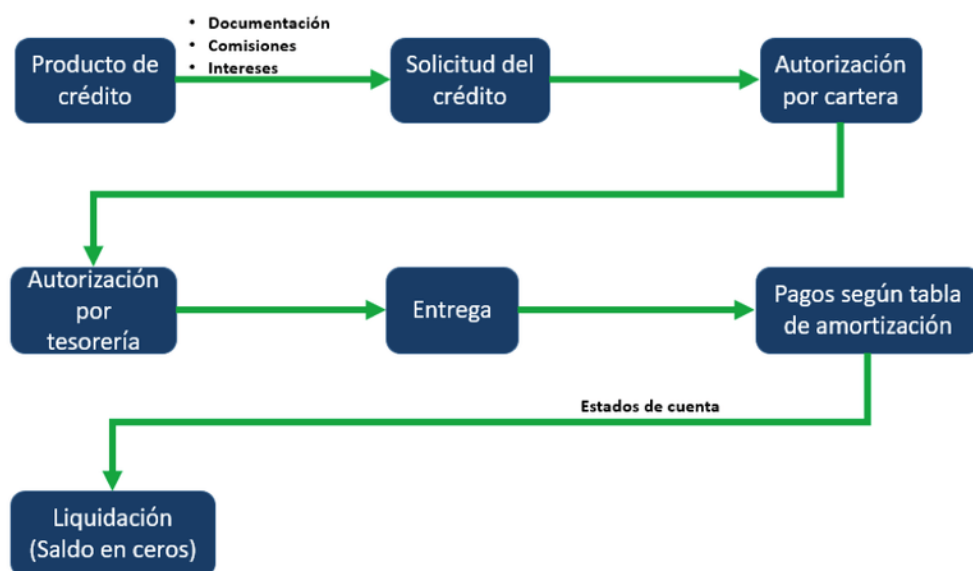 • Documentación
• Comisiones
• Intereses
Producto de
crédito
Solicitud del
crédito
Autorización
por cartera
Autorización
por
tesorería
Entrega
Pagos según tabla
de amortización
Estados de cuenta
Liquidación
(Saldo en ceros)